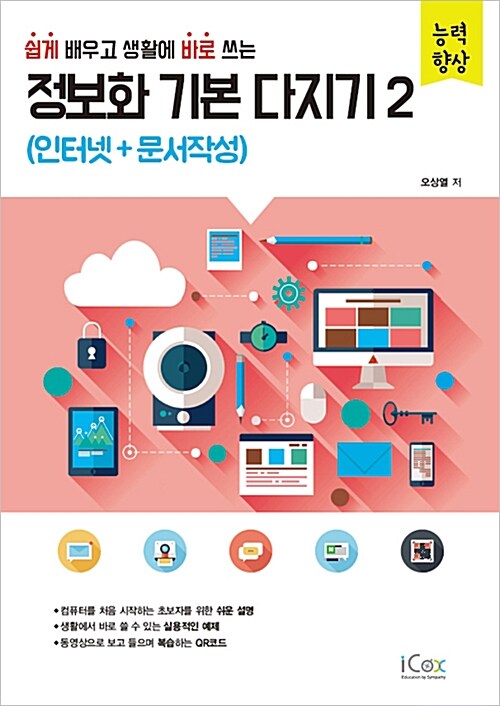 쉽게 배우고 생활에 바로 쓰는
능력
향상
정보화 기본 다지기 2
(인터넷 + 문서작성)
오상열 저
• 컴퓨터를 처음 시작하는 초보자를 위한 쉬운 설명
• 생활에서 바로 쓸 수 있는 실용적인 예제
• 동영상으로 보고 들으며 복습하는 QR코드
iCox
Education by Sympathy